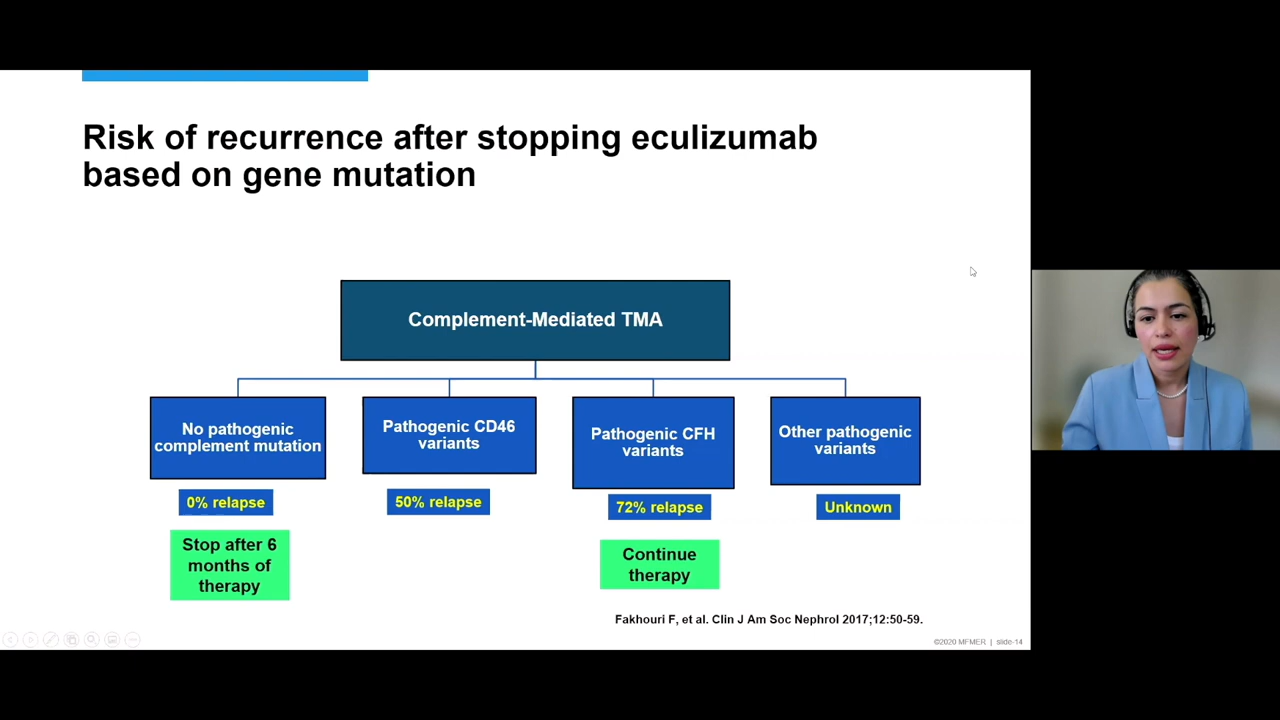 Risk of recurrence after stopping eculizumab
based on gene mutation
Complement-Mediated TMA
No pathogenic
complement mutation
Pathogenic CD46
variants
Pathogenic CFH
variants
Other pathogenic
variants
0% relapse
50% relapse
72% relapse
Unknown
Stop after 6
months of
therapy
Continue
therapy
Fakhouri F, et al. Clin J Am Soc Nephrol 2017;12:50-59.
©2020 MFMER | slide-14